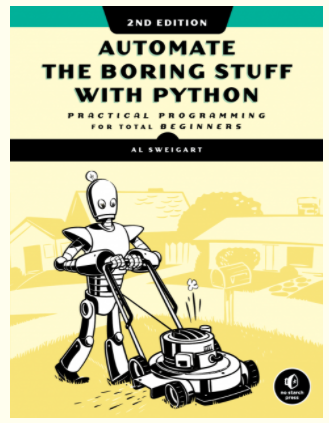 2ND EDITION
AUTOMATE
THE BORING STUFF
WITH PYTHON
PRACTICAL PROGRAMMING
FOR TOTAL BEGINNERS
AL SWEIGART
no starch
press